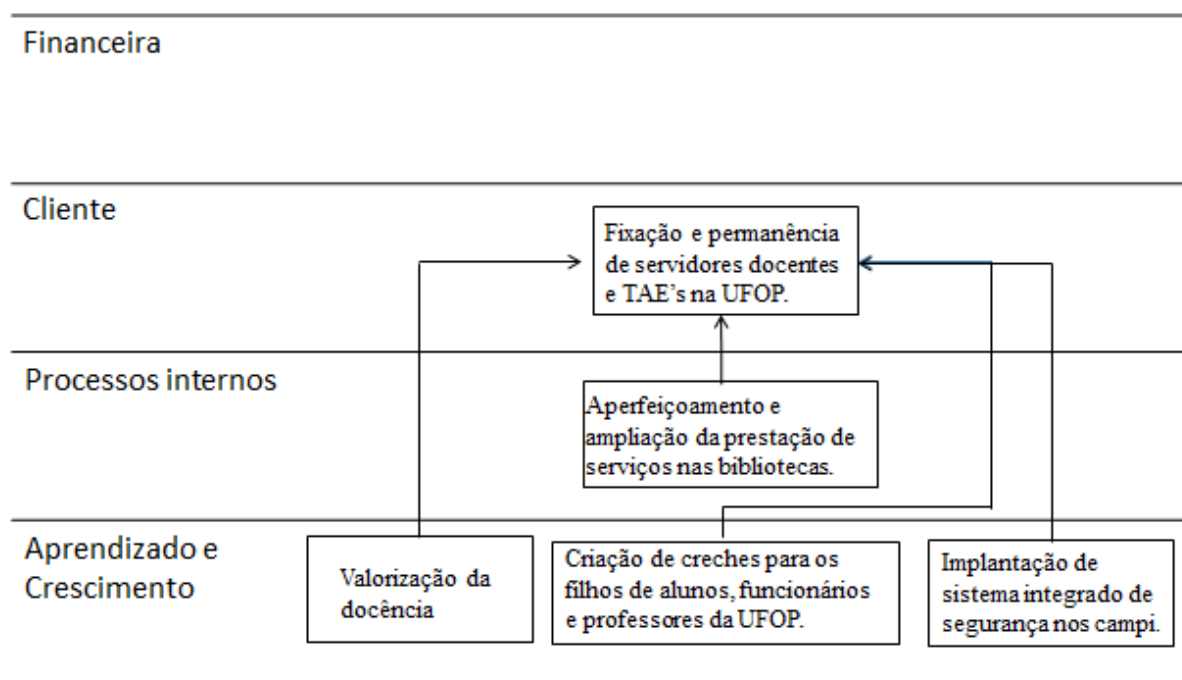 Financeira
Cliente
Fixação e permanência
de servidores docentes
e TAE's na UFOP.
Processos internos
Aperfeiçoamento e
ampliação da prestação de
serviços nas bibliotecas.
Aprendizado e
Crescimento
Valorização da
docência
Criação de creches para os
filhos de alunos, funcionários
e professores da UFOP.
Implantação de
sistema integrado de
segurança nos campi.